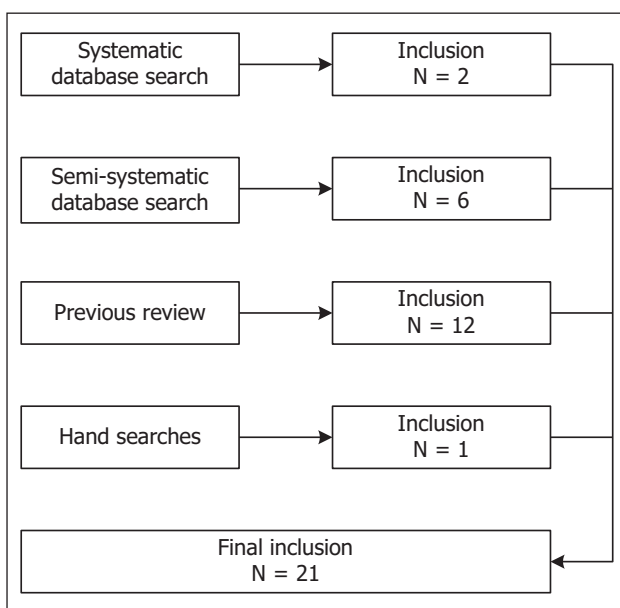 Systematic
database search
Inclusion
N = 2
Semi-systematic
database search
Inclusion
N = 6
Previous review
Inclusion
N = 12
Hand searches
Inclusion
N = 1
Final inclusion
N = 21